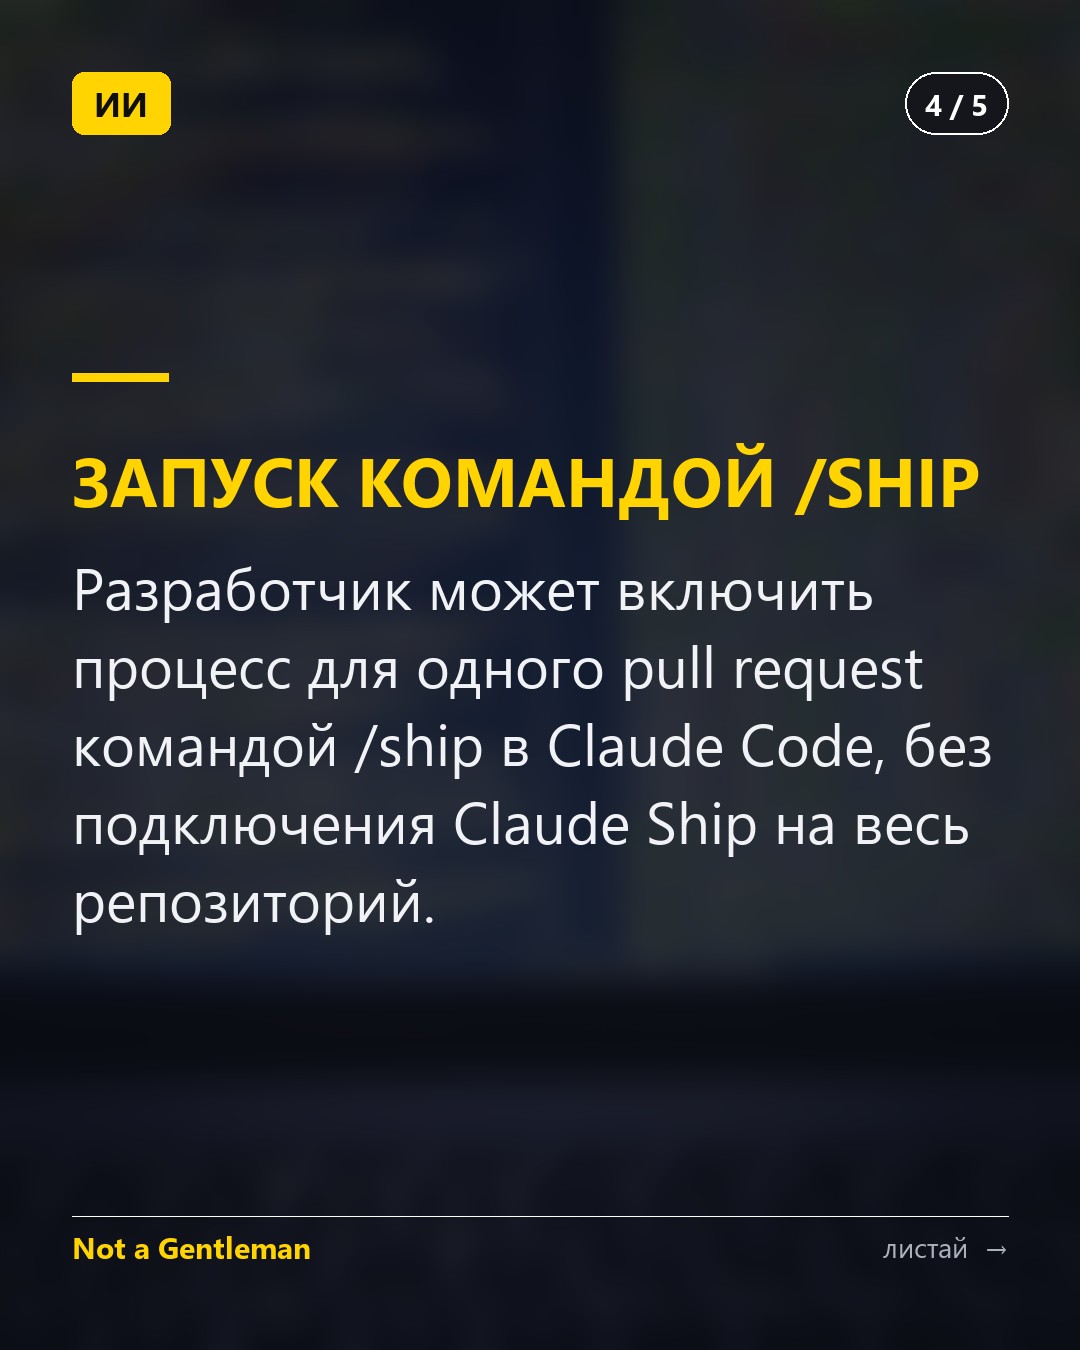 ИИ
4 / 5
ЗАПУСК КОМАНДОЙ /SHIP
Разработчик может включить
процесс для одного pull request
командой /ship в Claude Code, без
подключения Claude Ship на весь
репозиторий.
Not a Gentleman
листай →